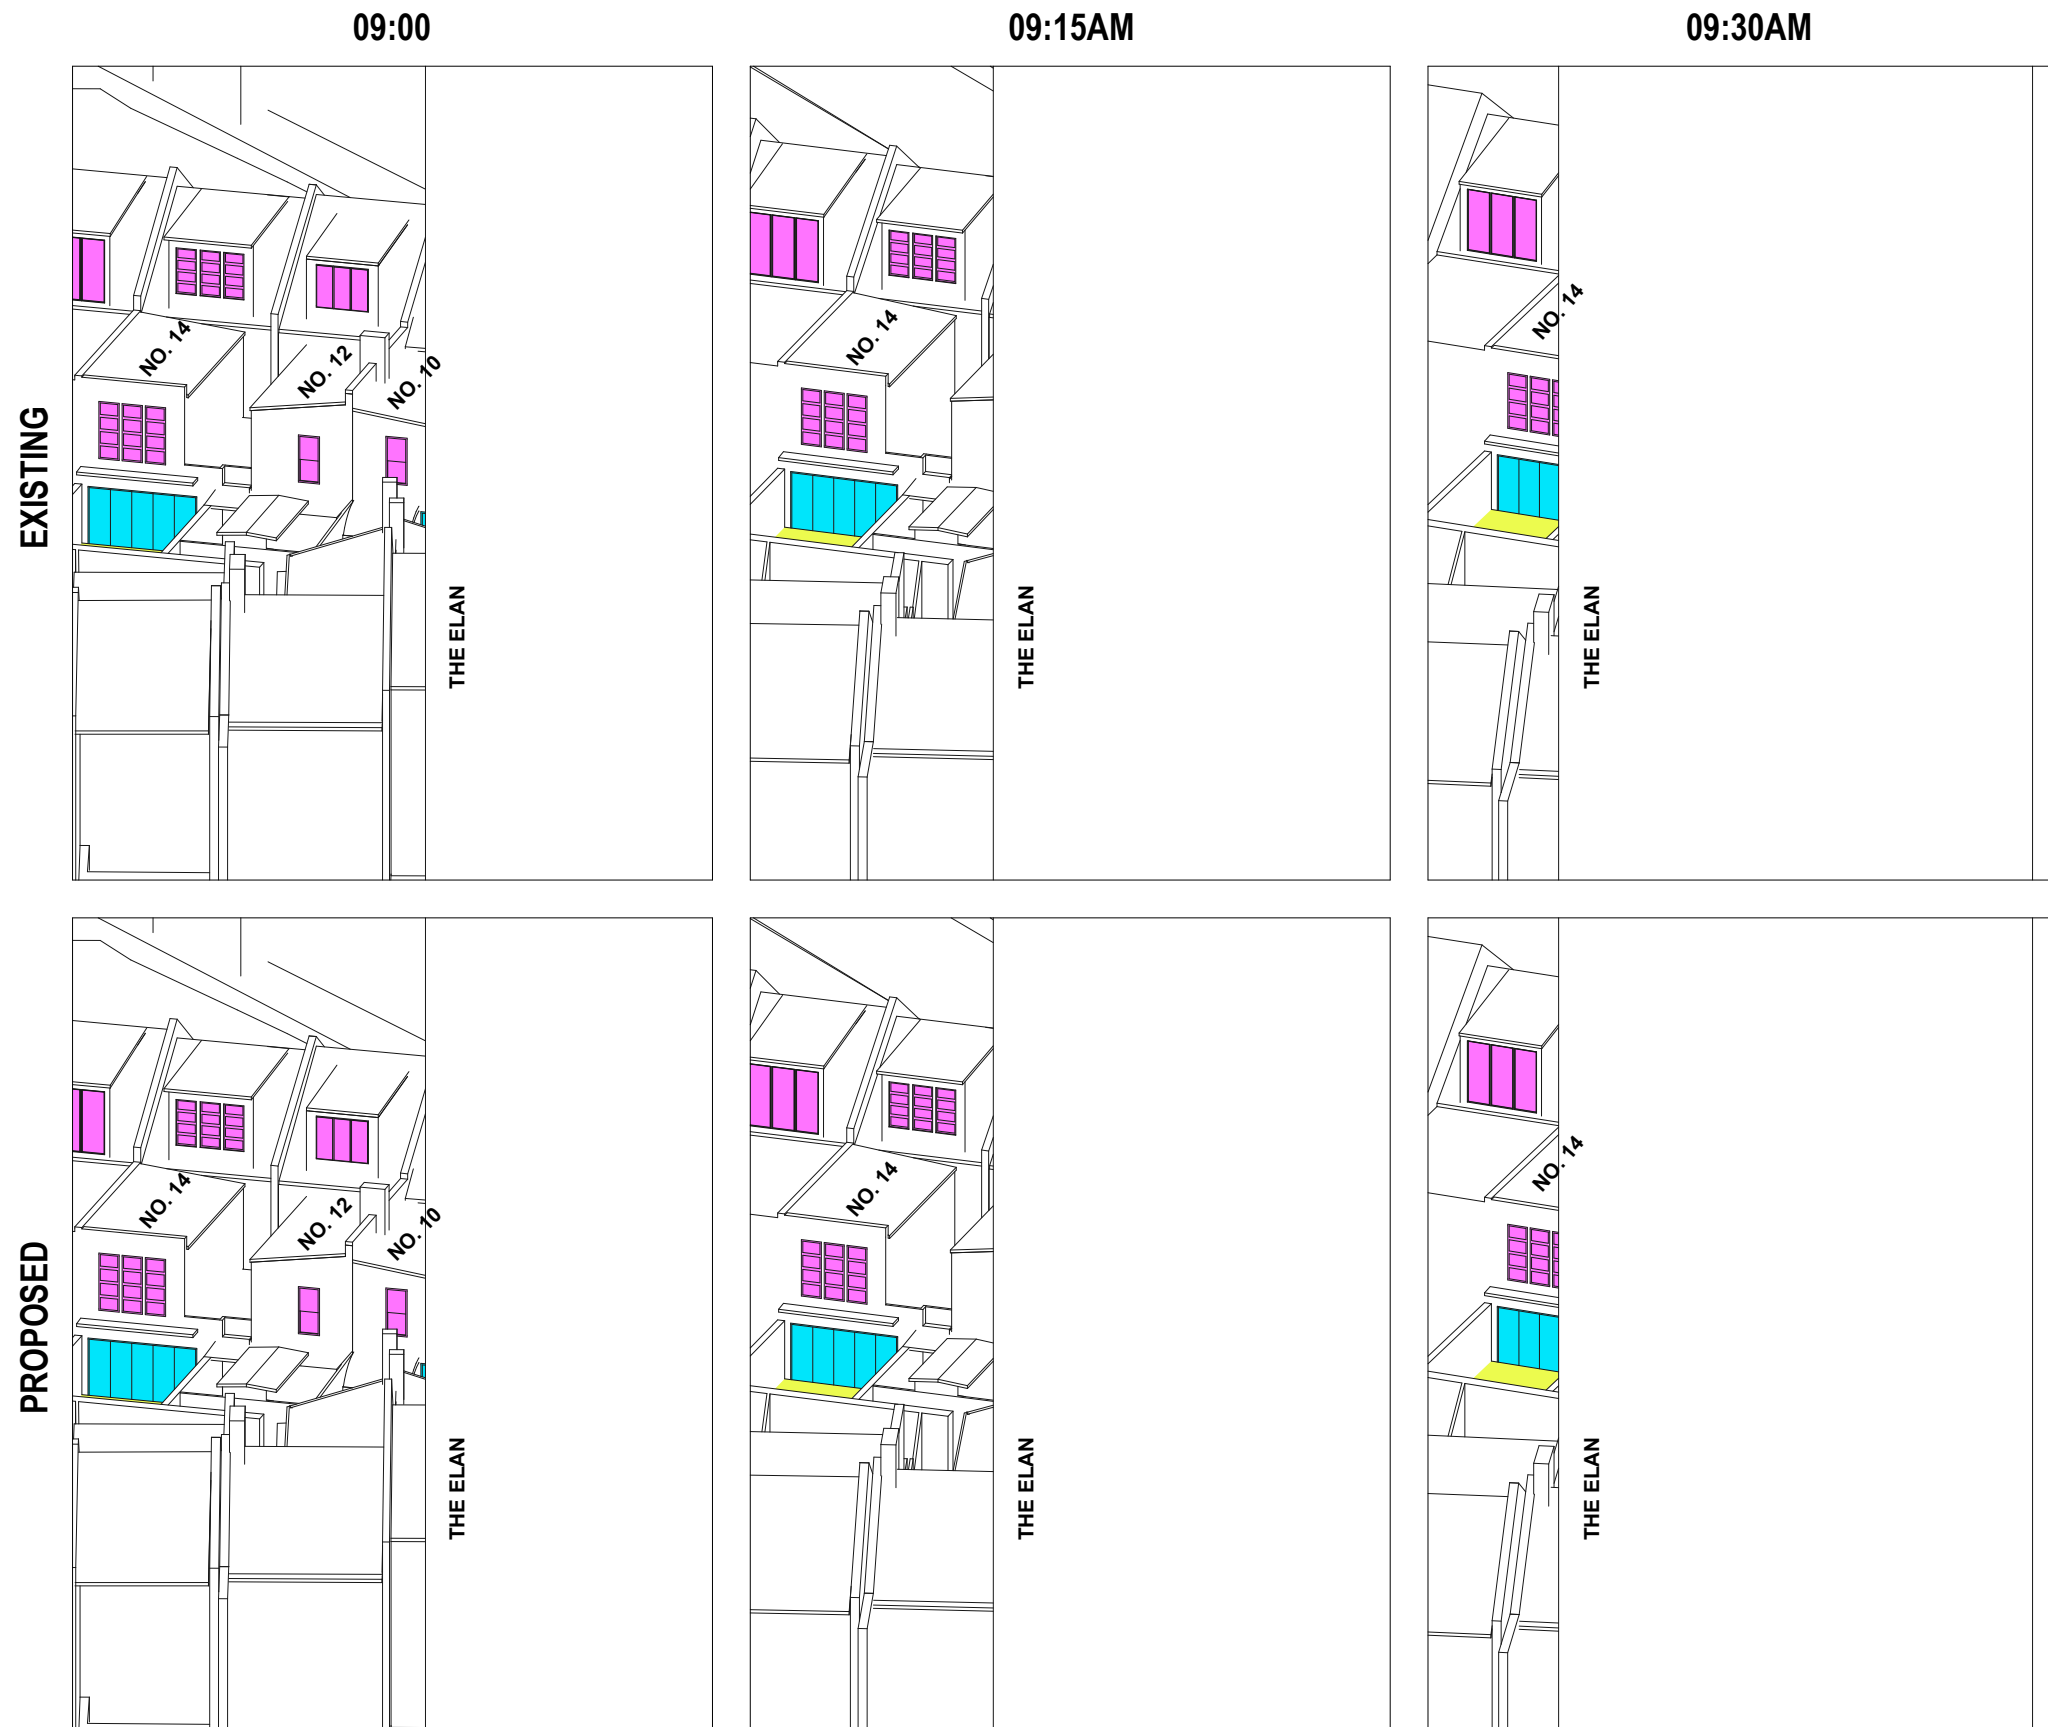 09:00
09:15AM
09:30AM
EXISTING
NO. 14
NO. 12
NO. 10
THE ELAN
NO. 14
THE ELAN
NO. 14
THE ELAN
PROPOSED
NO. 14
NO. 12
NO. 10
THE ELAN
NO. 14
THE ELAN
NO. 14
THE ELAN